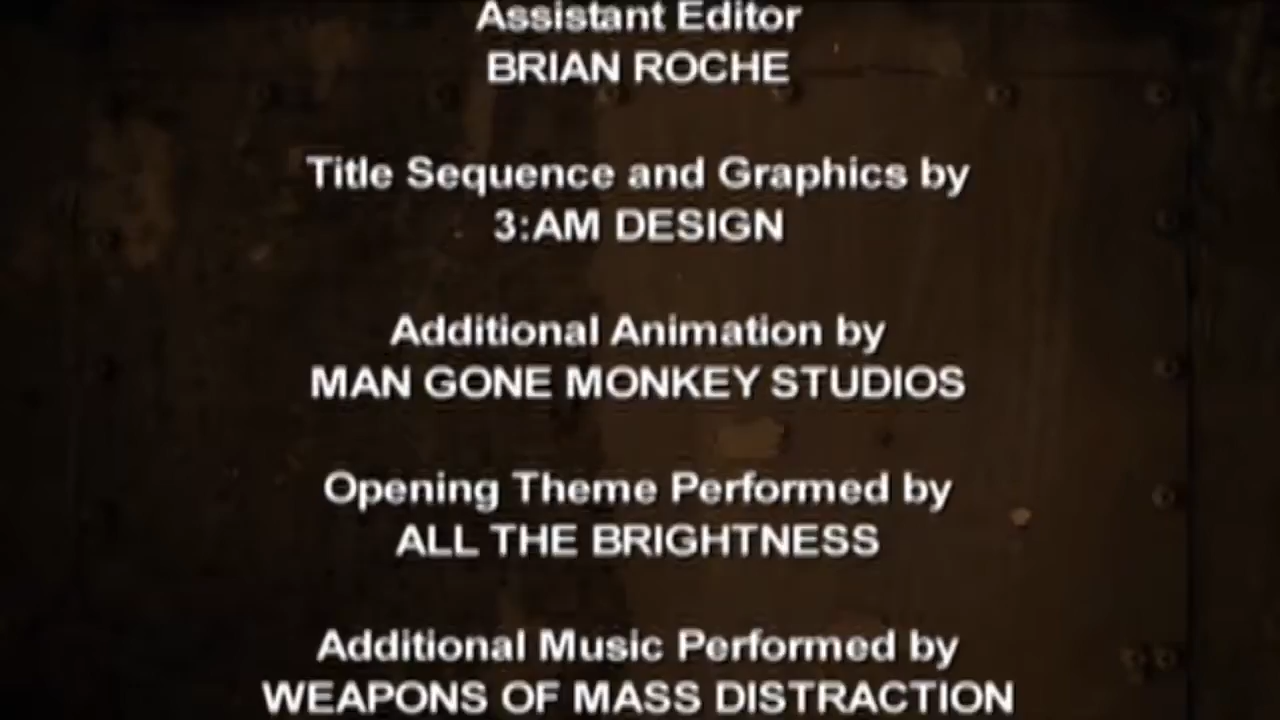 Assistant Editor
BRIAN ROCHE
Title Sequence and Graphics by
3:AM DESIGN
Additional Animation by
MAN GONE MONKEY STUDIOS
Opening Theme Performed by
ALL THE BRIGHTNESS
Additional Music Performed by
WEAPONS OF MASS DISTRACTION